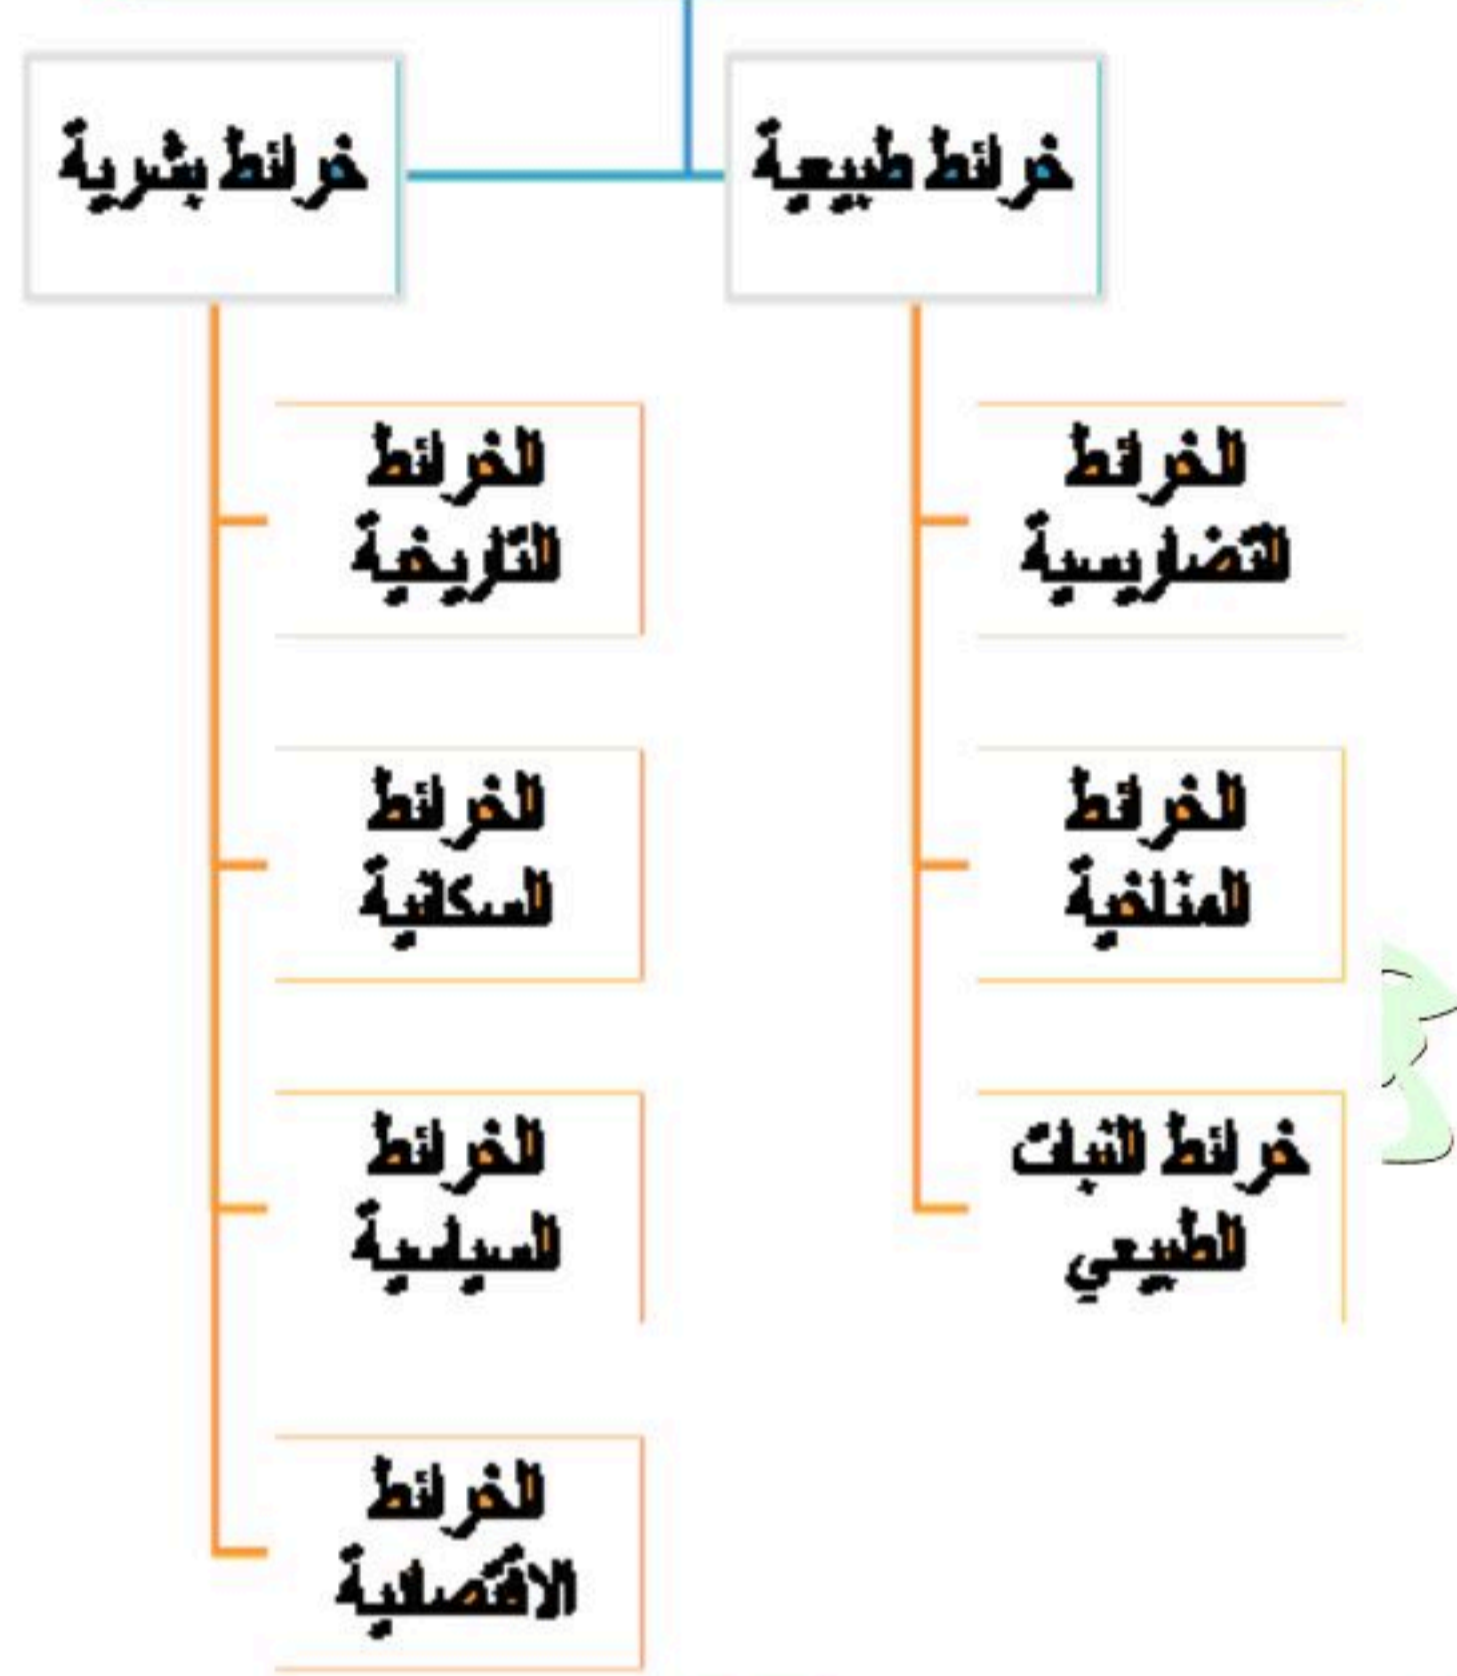 خرائط طبيعية
الخرائط
التضاريسية
الخرائط
المناخية
خرائط النبات
الطبيعي
خرائط بشرية
الخرائط
التاريخية
الخرائط
السكانية
الخرائط
السياسية
الخرائط
الاقتصادية